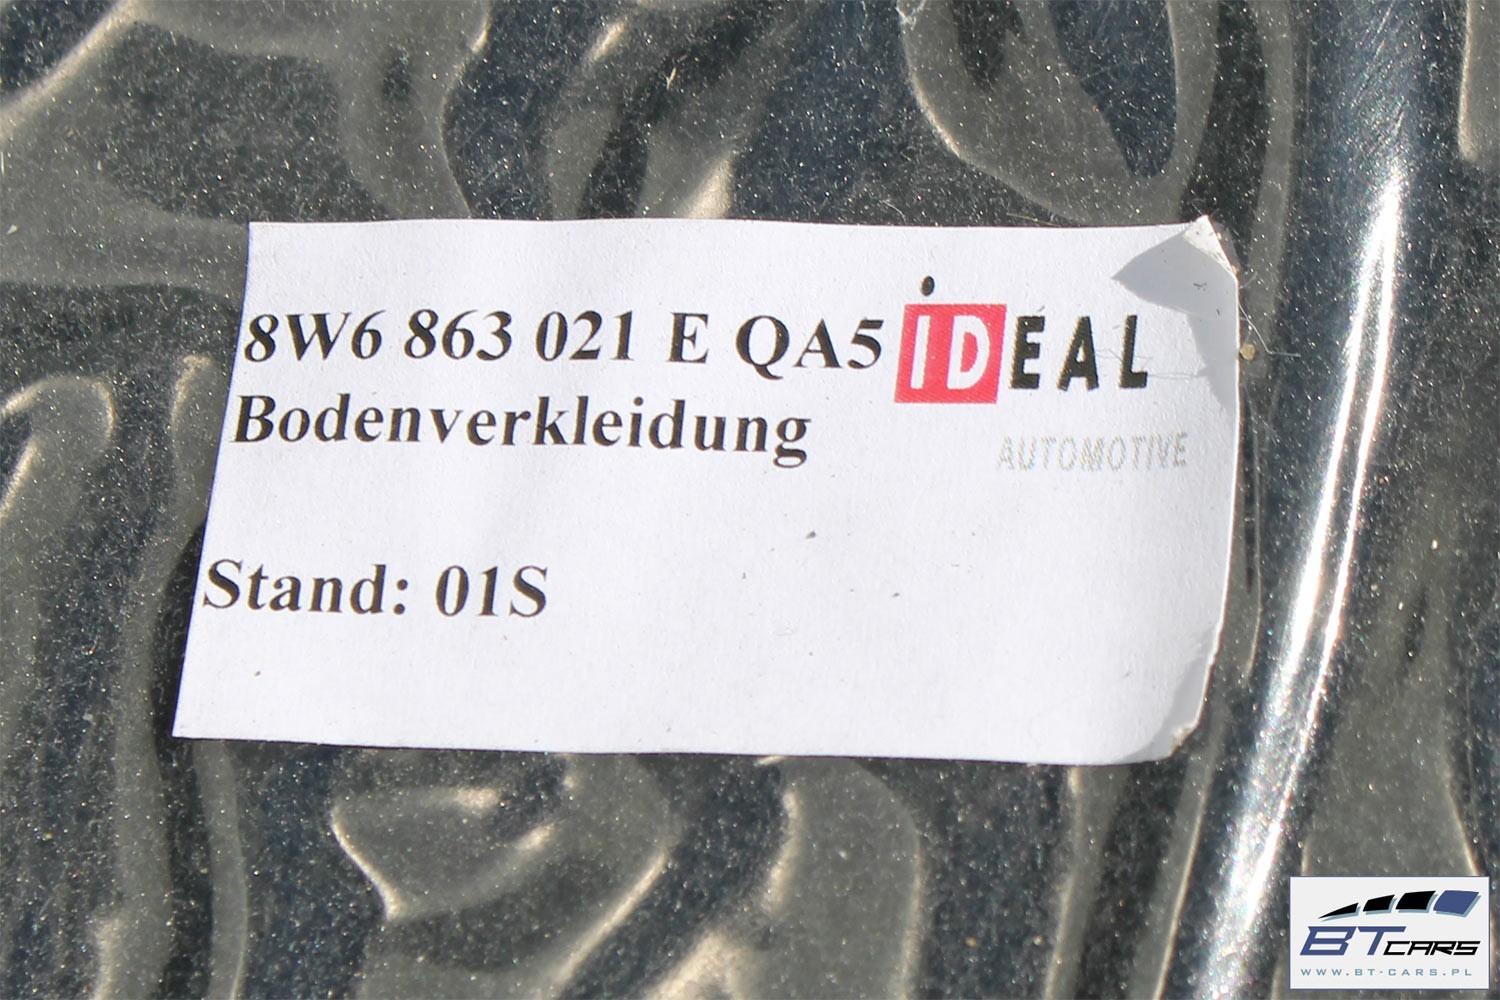 8W6 863 021 E QA5
iDEAL
AUTOMOTIVE
Bodenverkleidung
Stand: 01S
BT CARS
WWW.BT-CARS.PL